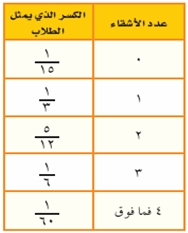 عدد الأشقاء	الكسر الذي يمثل الطلاب
٠	١/١٥
١	١/٣
٢	٥/١٢
٣	١/٦
٤ فما فوق	١/٦٠